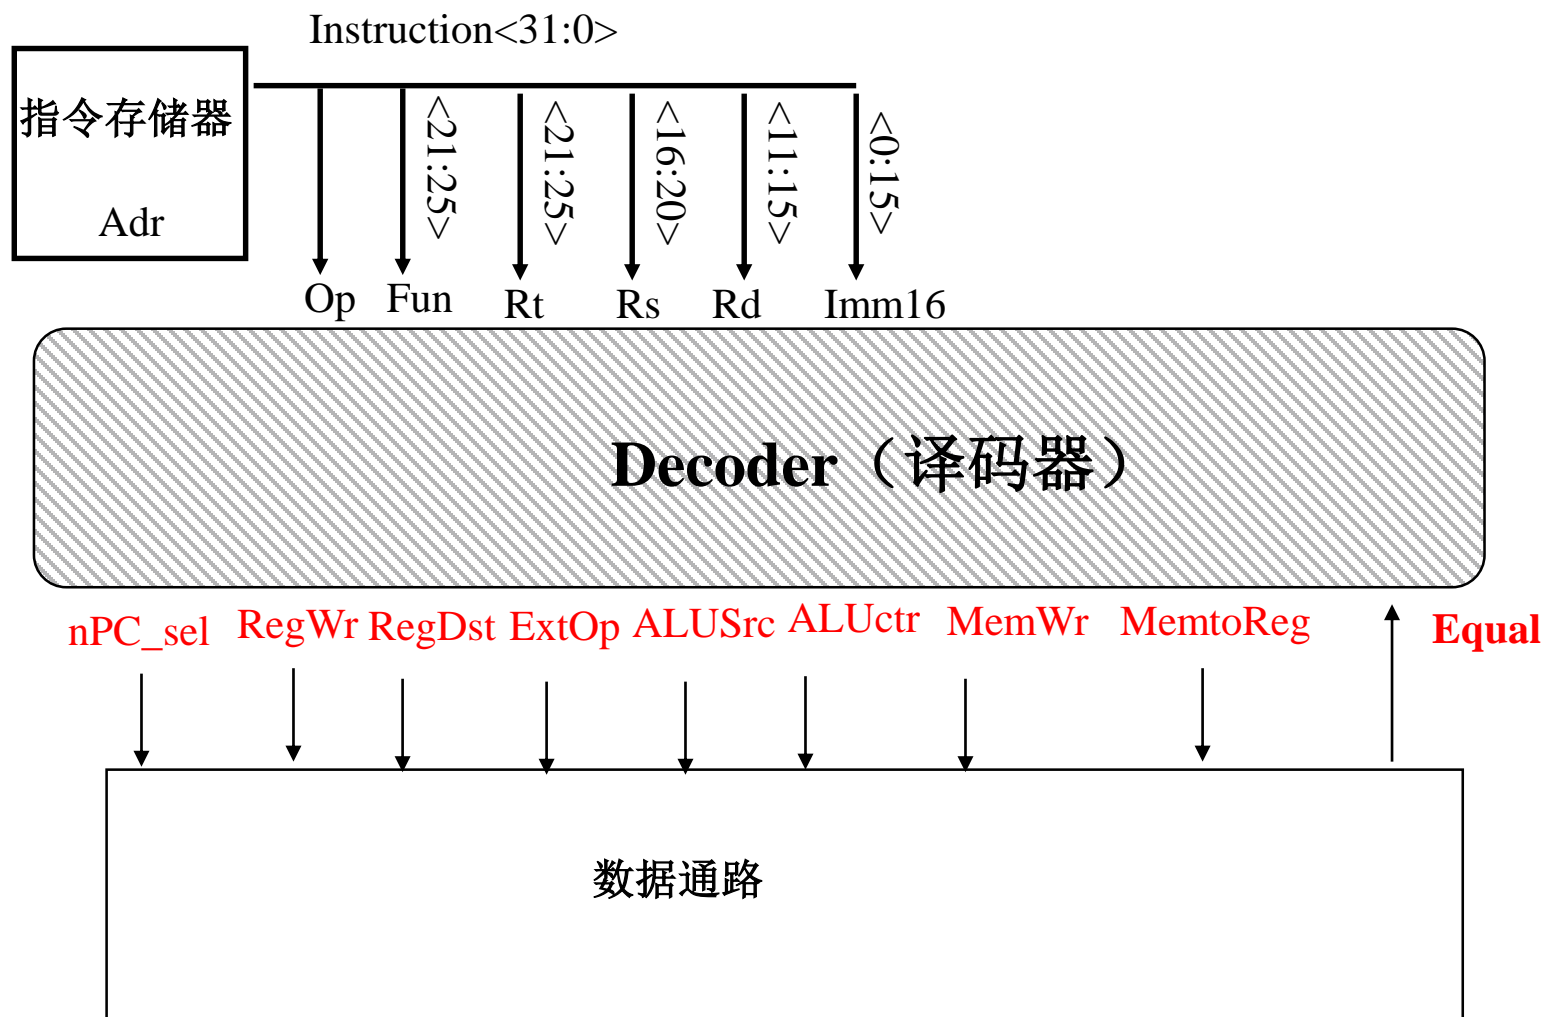 Instruction<31:0>
指令存储器
Adr
<21:25>
<21:25>
<16:20>
<11:15>
<0:15>
Op
Fun
Rt
Rs
Rd
Imm16
Decoder（译码器）
nPC_sel
RegWr
RegDst
ExtOp
ALUSrc
ALUctr
MemWr
MemtoReg
Equal
数据通路